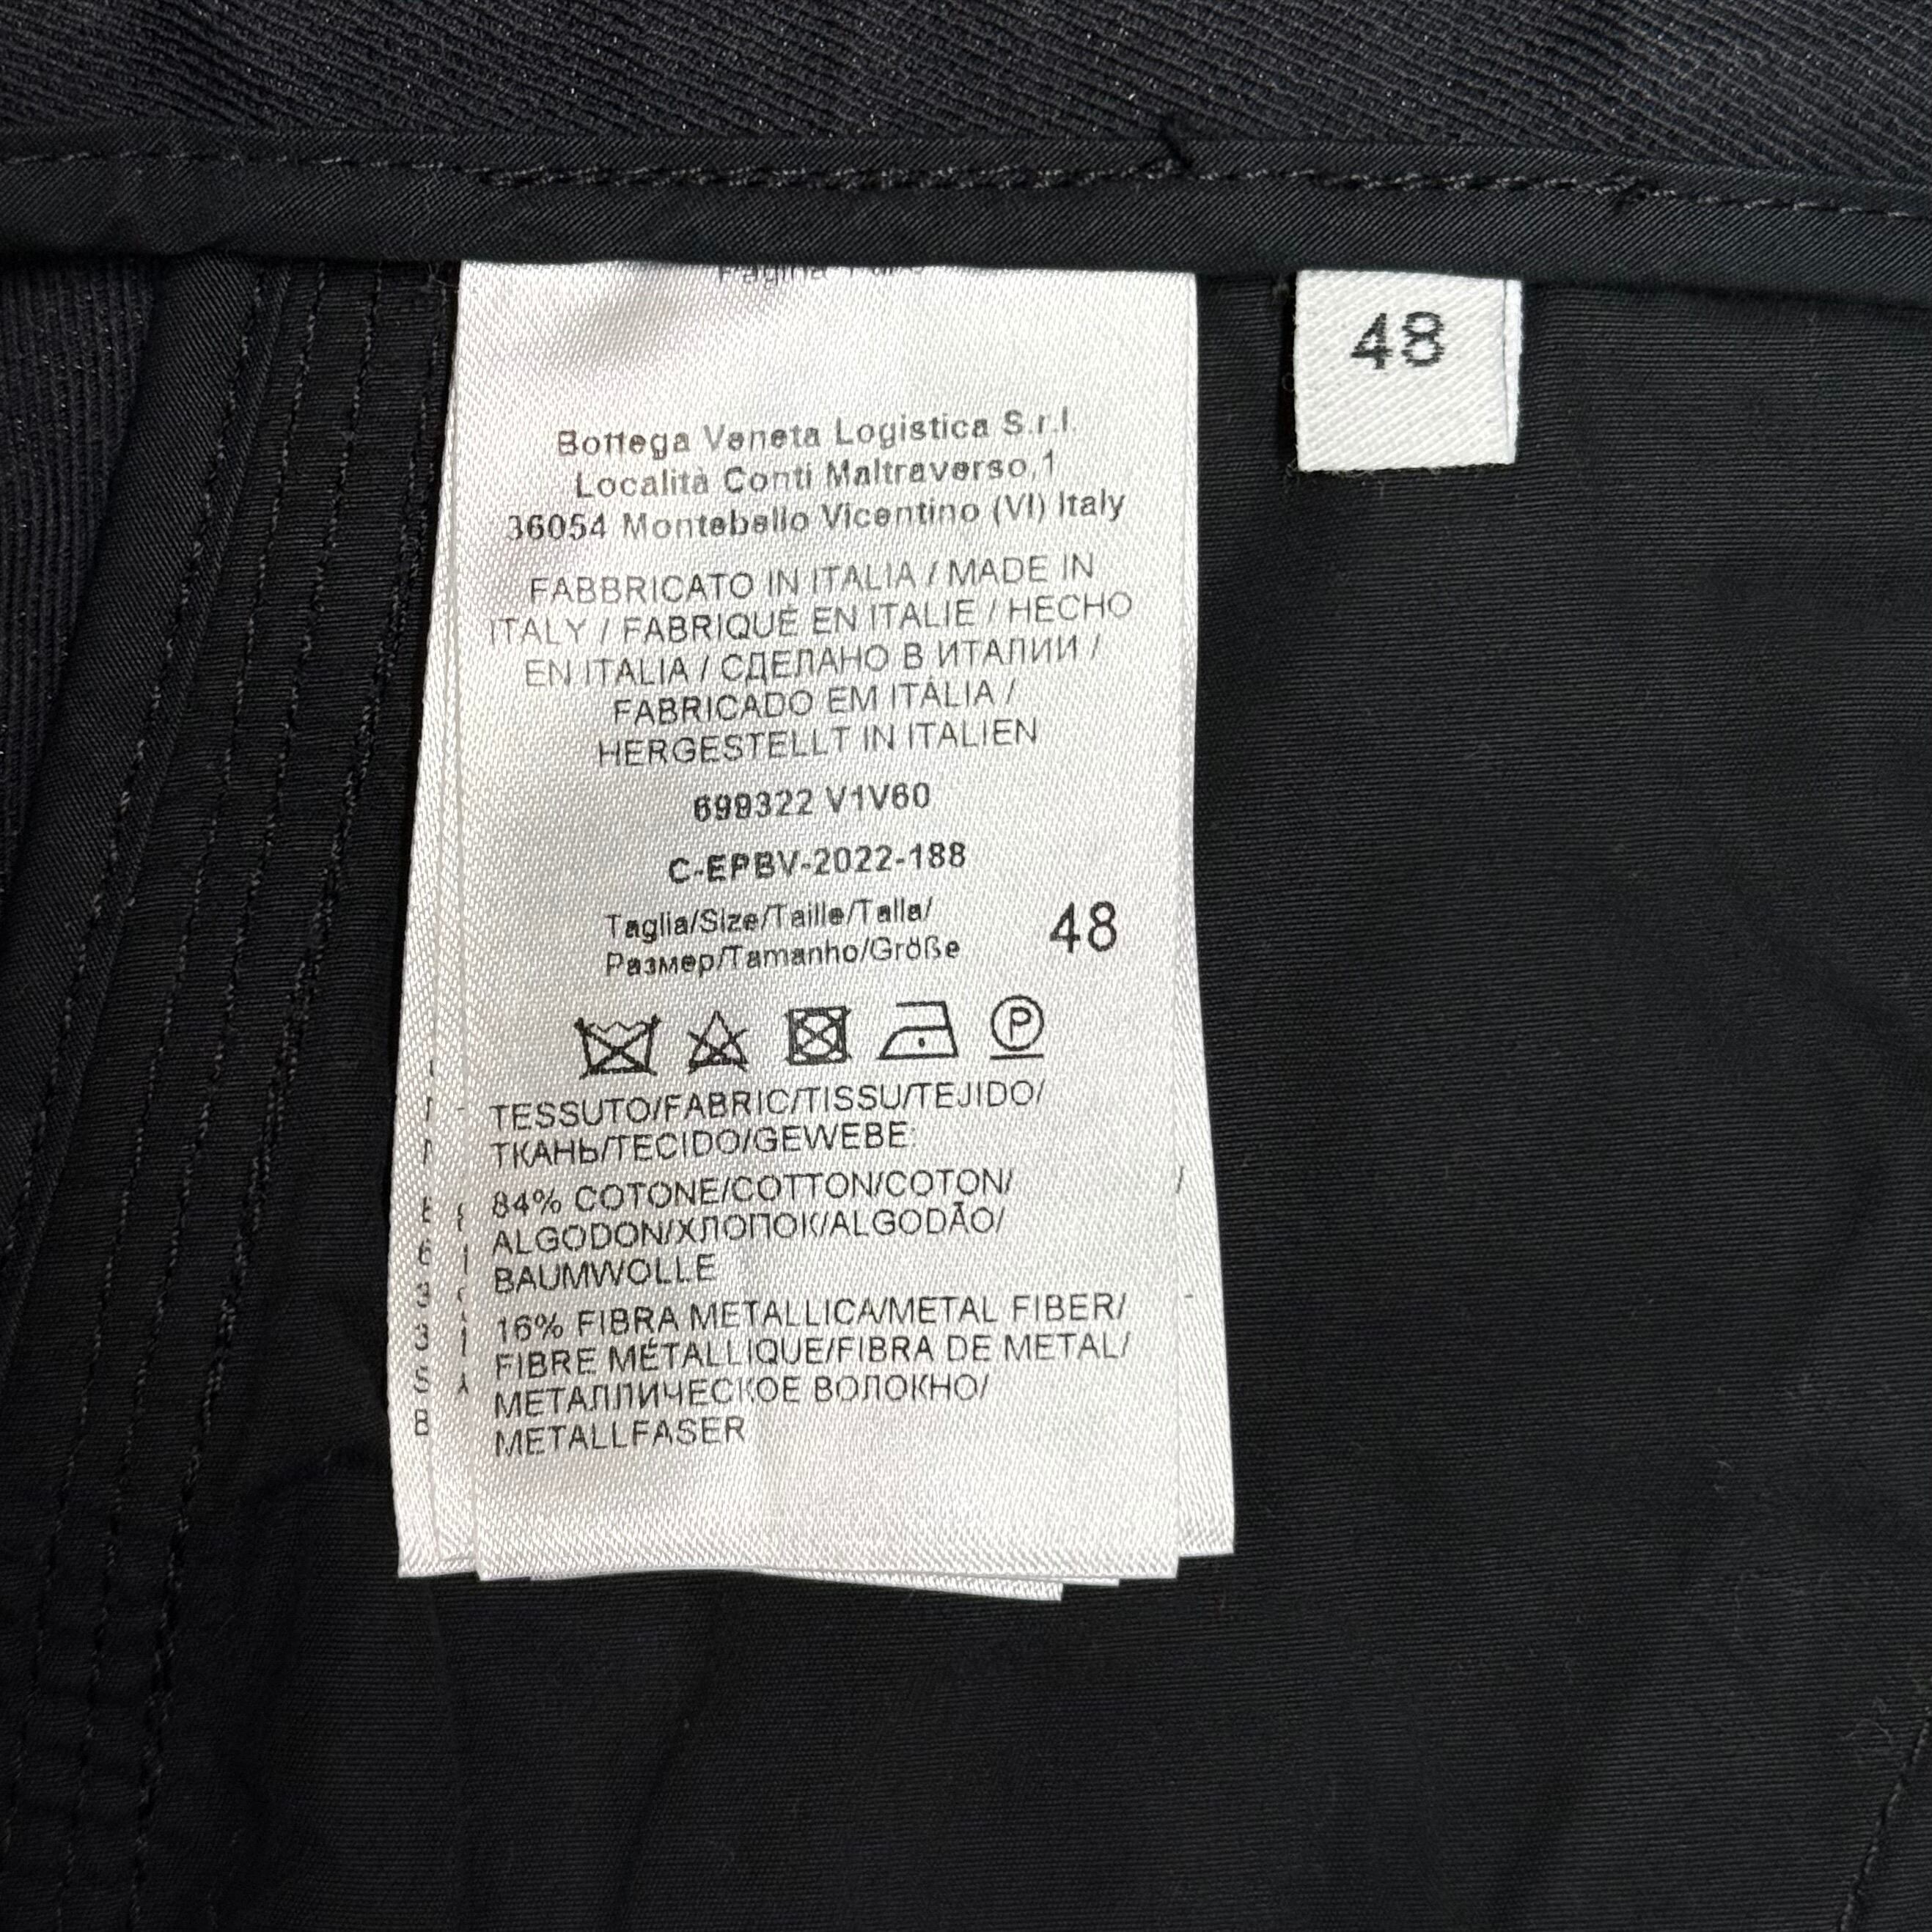 48
Bottega Veneta Logistica S.r.l.
Località Conti Maltraverso,1
36054 Montebello Vicentino (VI) Italy
FABBRICATO IN ITALIA / MADE IN
ITALY / FABRIQUÉ EN ITALIE / HECHO
EN ITALIA / СДЕЛАНО В ИТАЛИИ /
FABRICADO EM ITÁLIA /
HERGESTELLT IN ITALIEN
699322 V1V60
C-EPBV-2022-188
Taglia/Size/Taille/Talla/
Размер/Tamanho/Größe
48
P
TESSUTO/FABRIC/TISSU/TEJIDO/
ТКАНЬ/TECIDO/GEWEBE:
84% COTONE/COTTON/COTON/
ALGODON/ХЛОПОК/ALGODÃO/
BAUMWOLLE
16% FIBRA METALLICA/METAL FIBER/
FIBRE MÉTALLIQUE/FIBRA DE METAL/
МЕТАЛЛИЧЕСКОЕ ВОЛОКНО/
METALLFASER